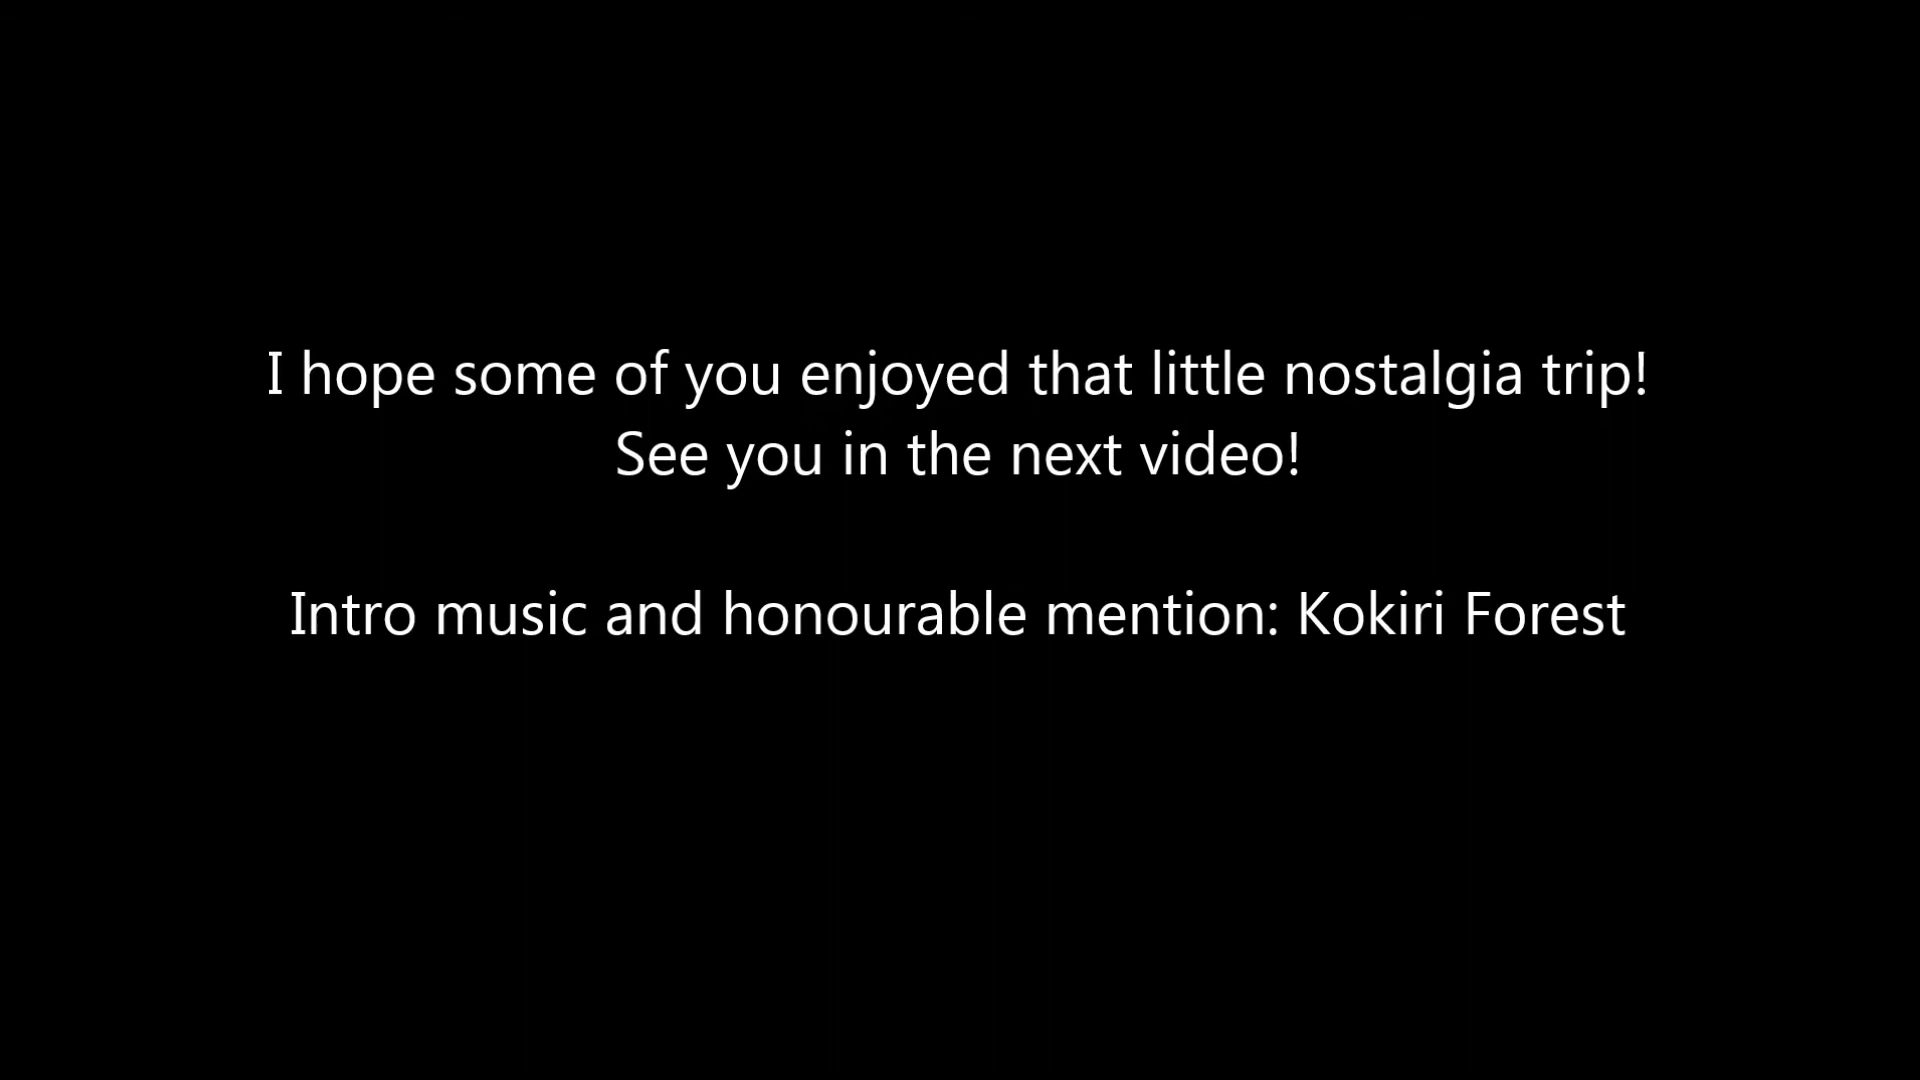 I hope some of you enjoyed that little nostalgia trip!
See you in the next video!
Intro music and honourable mention: Kokiri Forest